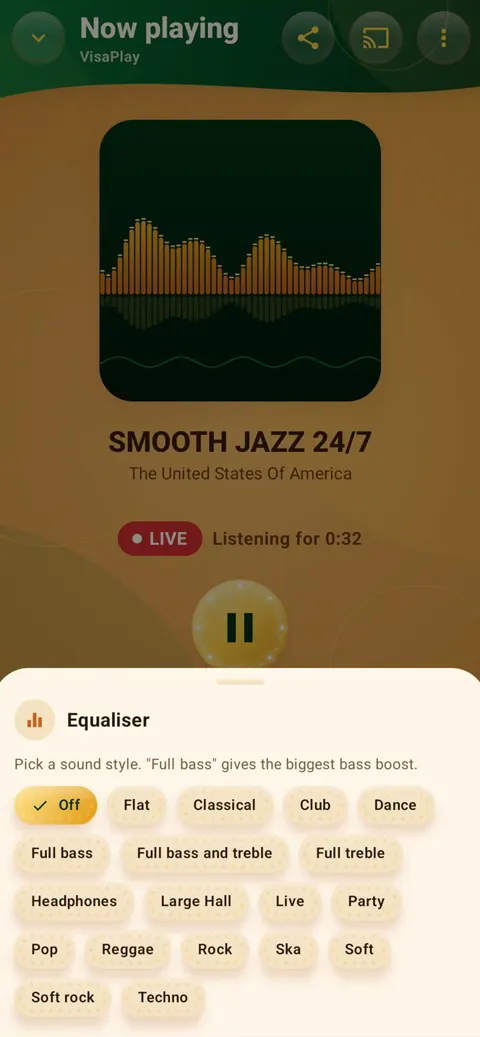 Now playing
VisaPlay
SMOOTH JAZZ 24/7
The United States Of America
LIVE Listening for 0:32
Equaliser
Pick a sound style. "Full bass" gives the biggest bass boost.
Off Flat Classical Club Dance
Full bass Full bass and treble Full treble
Headphones Large Hall Live Party
Pop Reggae Rock Ska Soft
Soft rock Techno